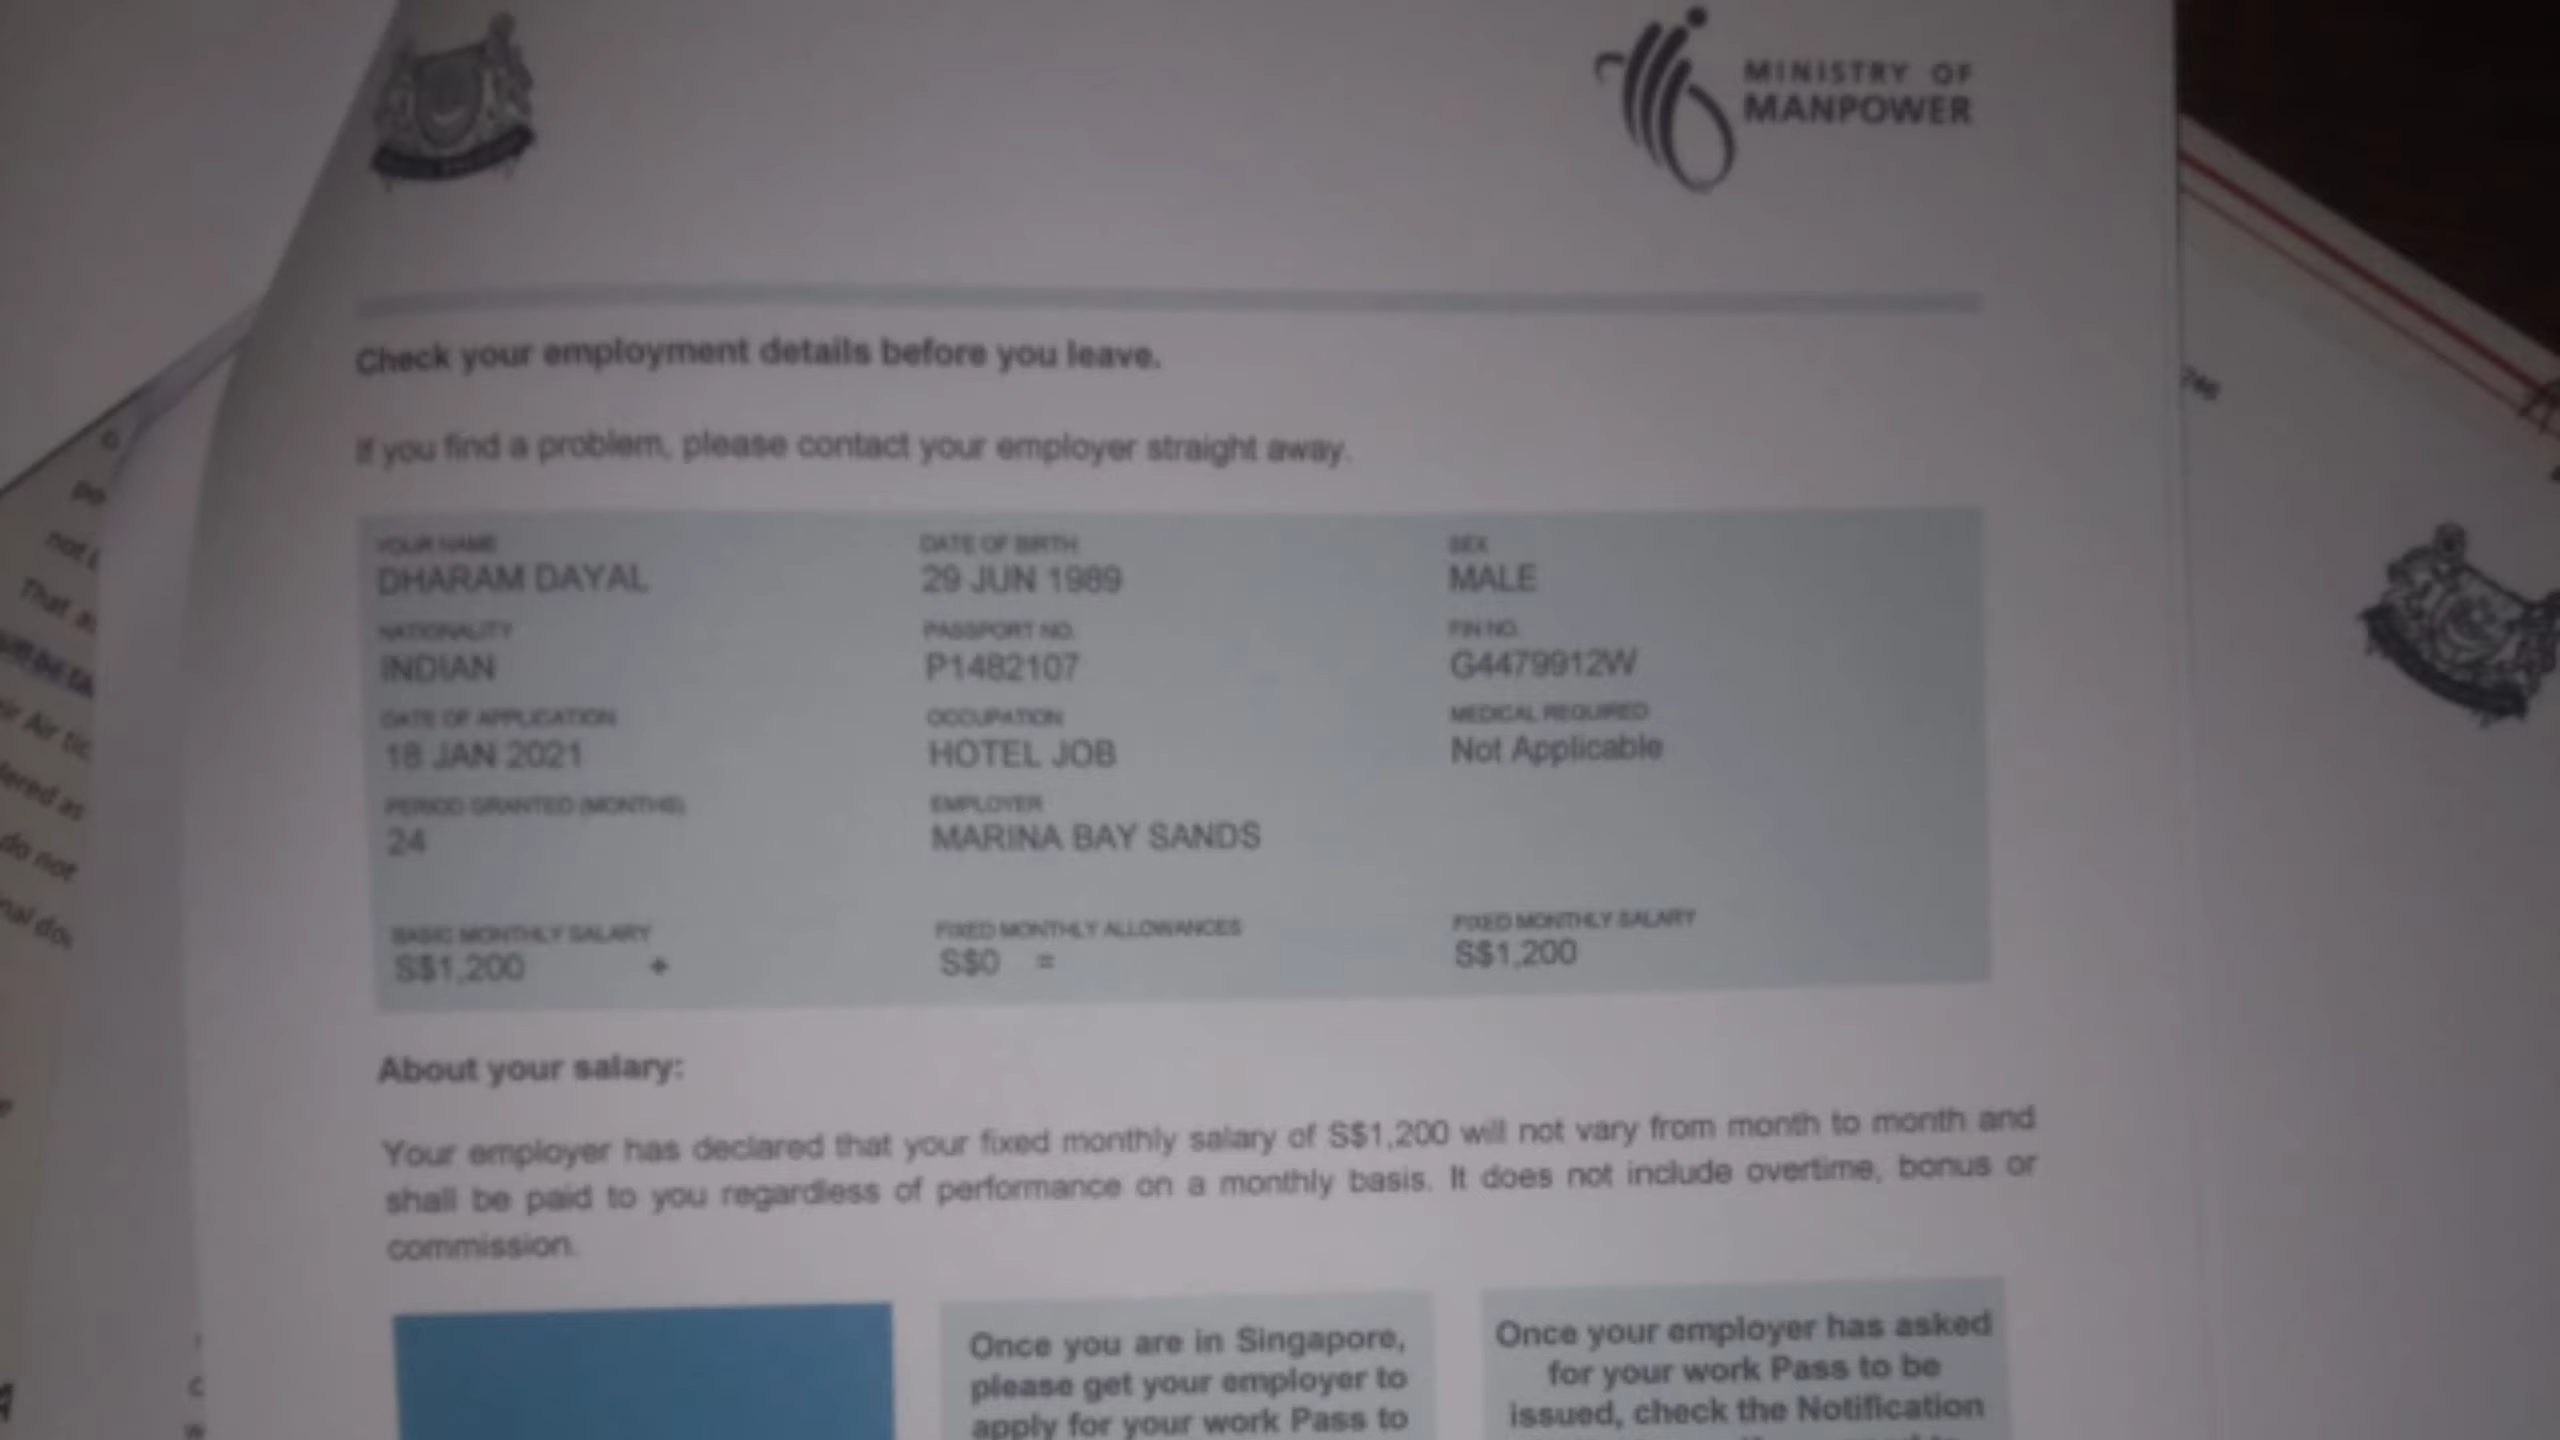 MINISTRY OF
MANPOWER
Check your employment details before you leave.
If you find a problem, please contact your employer straight away.
YOUR NAME DATE OF BIRTH SEX
DHARAM DAYAL 29 JUN 1989 MALE
NATIONALITY PASSPORT NO. FIN NO.
INDIAN P1482107 G4479912W
DATE OF APPLICATION OCCUPATION MEDICAL REQUIRED
18 JAN 2021 HOTEL JOB Not Applicable
PERIOD GRANTED (MONTHS) EMPLOYER
24 MARINA BAY SANDS
BASIC MONTHLY SALARY FIXED MONTHLY ALLOWANCES FIXED MONTHLY SALARY
S$1,200 + S$0 = S$1,200
About your salary:
Your employer has declared that your fixed monthly salary of S$1,200 will not vary from month to month and
shall be paid to you regardless of performance on a monthly basis. It does not include overtime, bonus or
commission.
Once you are in Singapore,
please get your employer to
apply for your work Pass to
Once your employer has asked
for your work Pass to be
issued, check the Notification
not
That
Air
do not